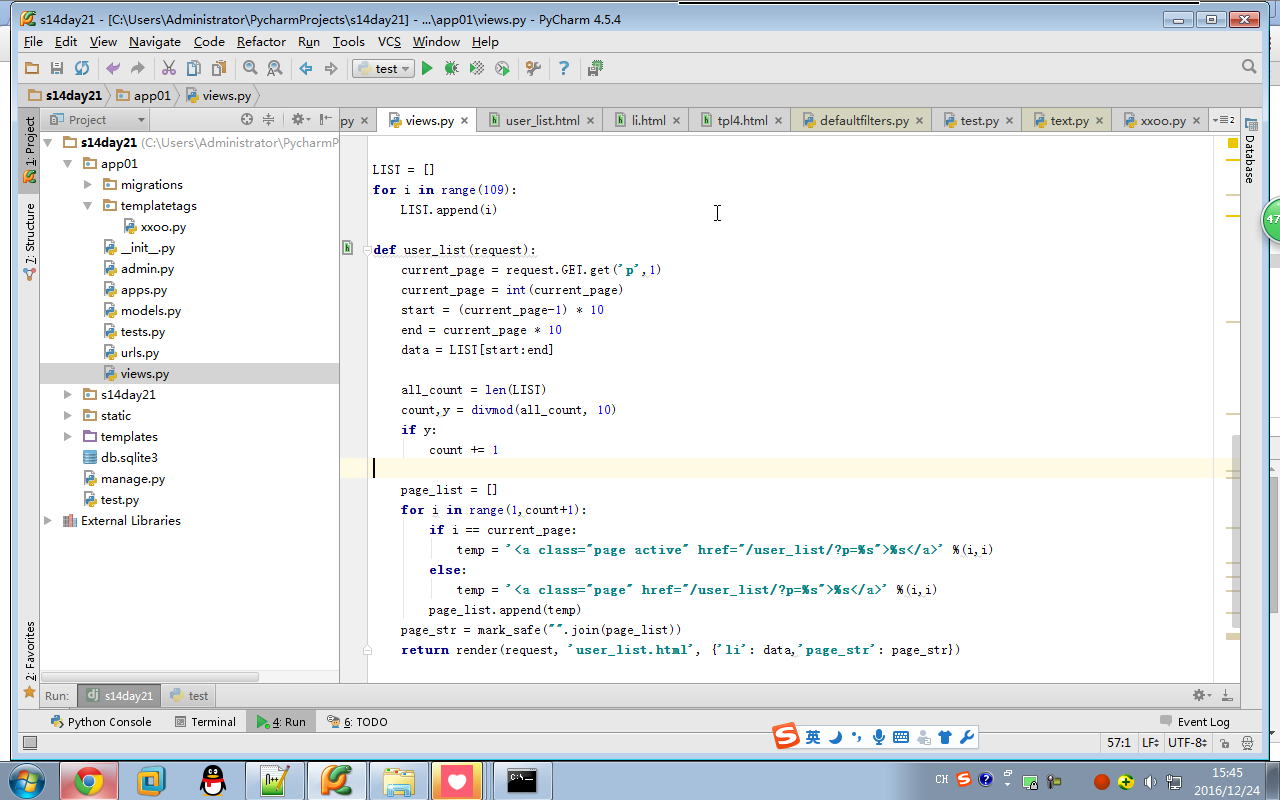 s14day21 - [C:\Users\Administrator\PycharmProjects\s14day21] - ...\app01\views.py - PyCharm 4.5.4
File Edit View Navigate Code Refactor Run Tools VCS Window Help
test
s14day21 app01 views.py
1: Project
7: Structure
2: Favorites
Project
py views.py user_list.html li.html tpl4.html defaultfilters.py test.py text.py xxoo.py 2
Database
s14day21 (C:\Users\Administrator\PycharmP
app01
migrations
templatetags
xxoo.py
__init__.py
admin.py
apps.py
models.py
tests.py
urls.py
views.py
s14day21
static
templates
db.sqlite3
manage.py
test.py
External Libraries
LIST = []
for i in range(109):
    LIST.append(i)
def user_list(request):
    current_page = request.GET.get('p',1)
    current_page = int(current_page)
    start = (current_page-1) * 10
    end = current_page * 10
    data = LIST[start:end]
    all_count = len(LIST)
    count,y = divmod(all_count, 10)
    if y:
        count += 1
    page_list = []
    for i in range(1,count+1):
        if i == current_page:
            temp = '<a class="page active" href="/user_list/?p=%s">%s</a>' %(i,i)
        else:
            temp = '<a class="page" href="/user_list/?p=%s">%s</a>' %(i,i)
        page_list.append(temp)
    page_str = mark_safe("".join(page_list))
    return render(request, 'user_list.html', {'li': data,'page_str': page_str})
47
Run: s14day21 test
Python Console Terminal 4: Run 6: TODO Event Log
英
57:1 LF UTF-8
CH 15:45
2016/12/24